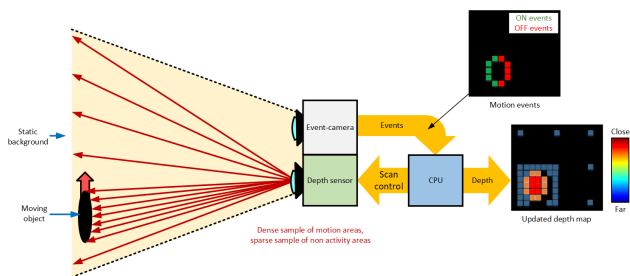 ON events
OFF events
Motion events
Static
background
Event-camera
Events
Close
Depth sensor
Scan
control
CPU
Depth
Moving
object
Far
Updated depth map
Dense sample of motion areas,
sparse sample of non activity areas